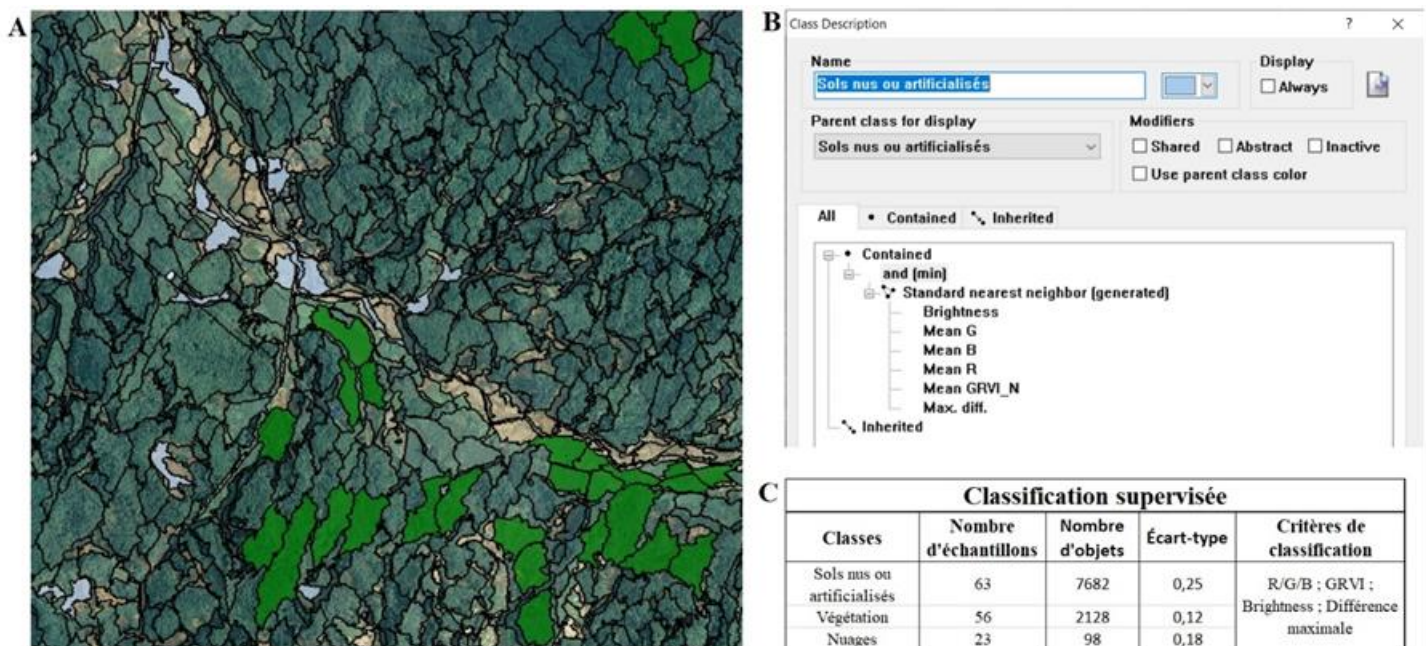 A
B
Class Description
? ×
Name
Sols nus ou artificialisés
Display
Always
Parent class for display
Sols nus ou artificialisés
Modifiers
Shared Abstract Inactive
Use parent class color
All Contained Inherited
Contained
and (min)
Standard nearest neighbor (generated)
Brightness
Mean G
Mean B
Mean R
Mean GRVI_N
Max. diff.
Inherited
C
Classification supervisée
Classes Nombre d'échantillons Nombre d'objets Écart-type Critères de classification
Sols nus ou artificialisés 63 7682 0,25 R/G/B ; GRVI ; Brightness ; Différence maximale
Végétation 56 2128 0,12
Nuages 23 98 0,18